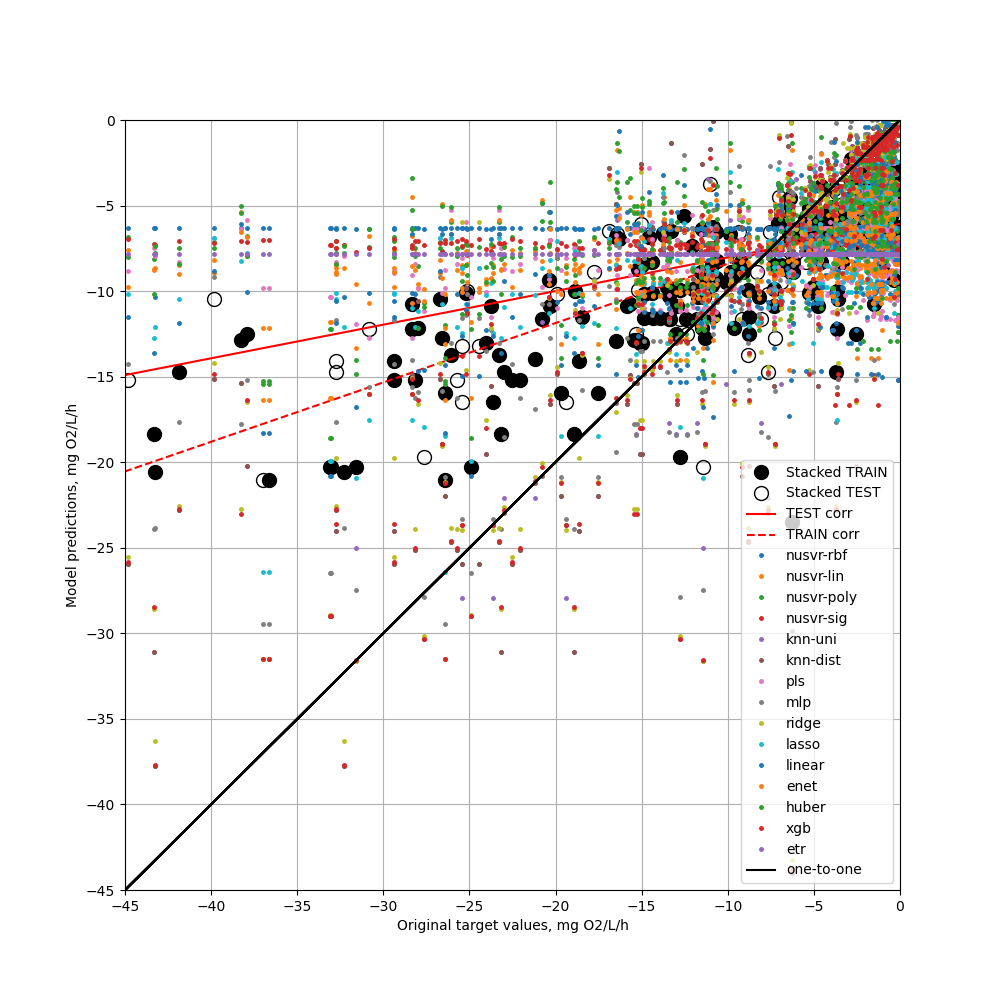 0
−5
−10
−15
−20
−25
−30
−35
−40
−45
Model predictions, mg O2/L/h
−45 −40 −35 −30 −25 −20 −15 −10 −5 0
Original target values, mg O2/L/h
Stacked TRAIN
Stacked TEST
TEST corr
TRAIN corr
nusvr-rbf
nusvr-lin
nusvr-poly
nusvr-sig
knn-uni
knn-dist
pls
mlp
ridge
lasso
linear
enet
huber
xgb
etr
one-to-one